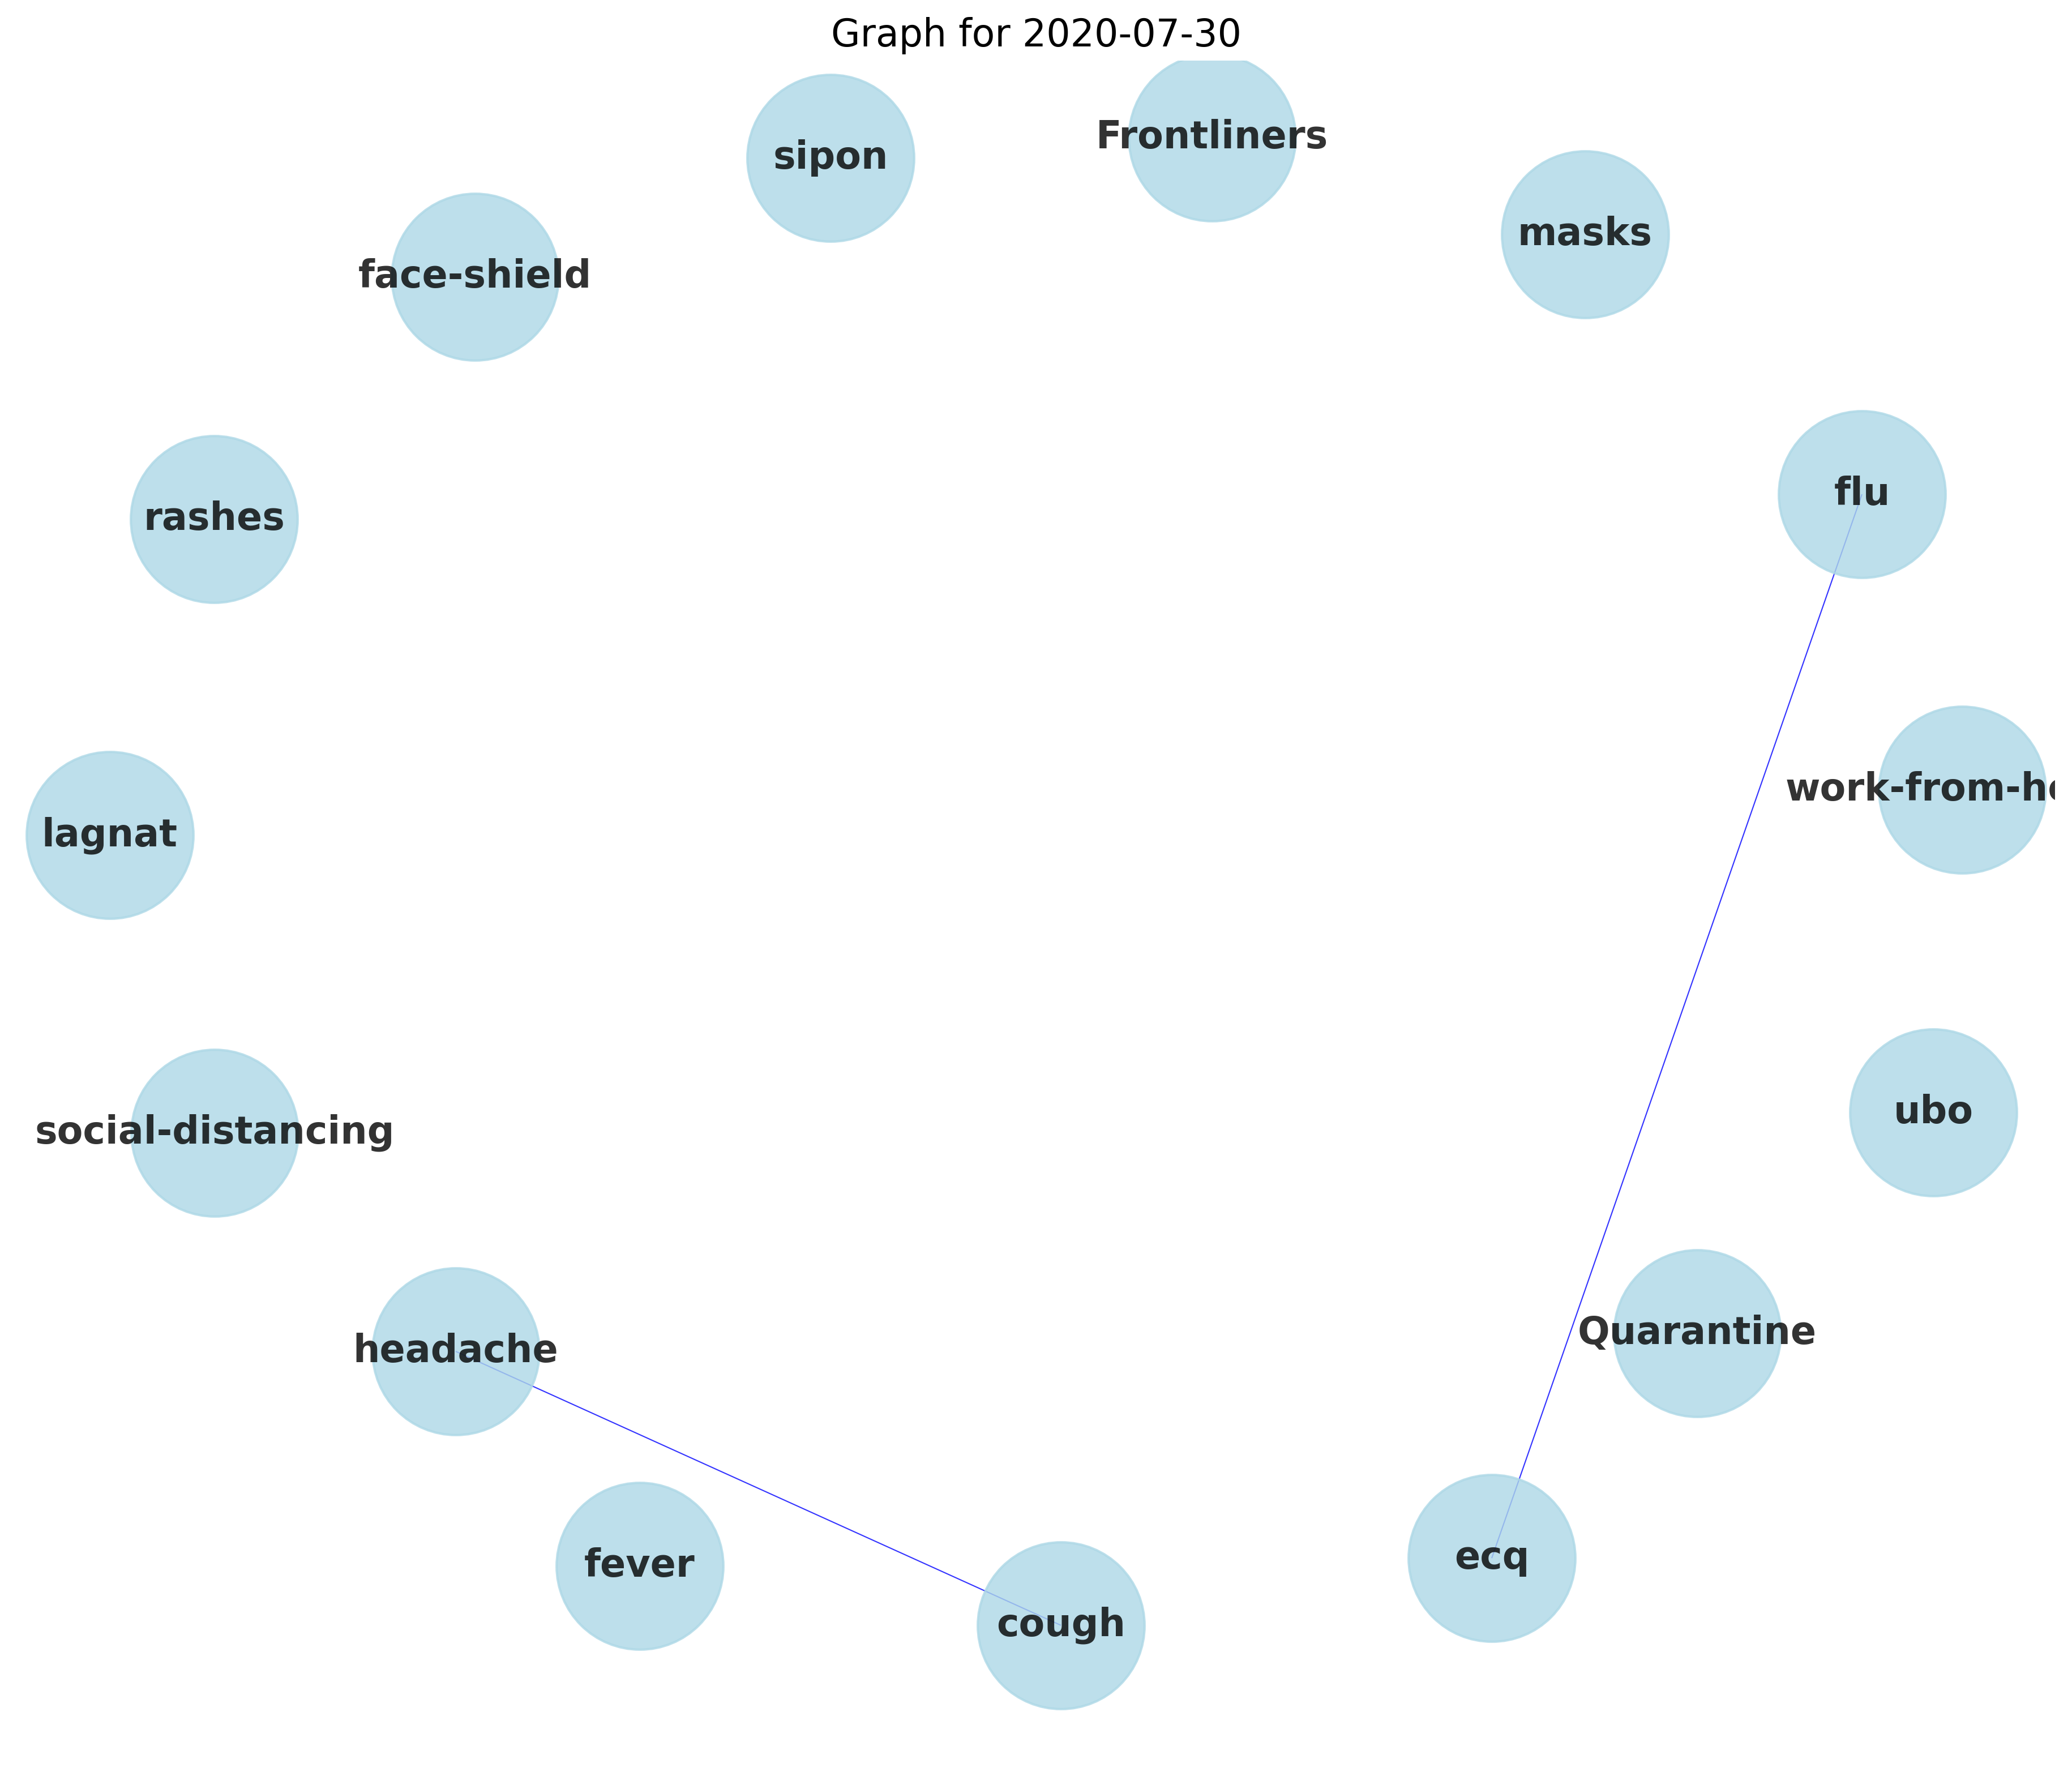 Graph for 2020-07-30
Frontliners
sipon
masks
face-shield
flu
rashes
work-from-ho
lagnat
ubo
social-distancing
Quarantine
headache
ecq
fever
cough